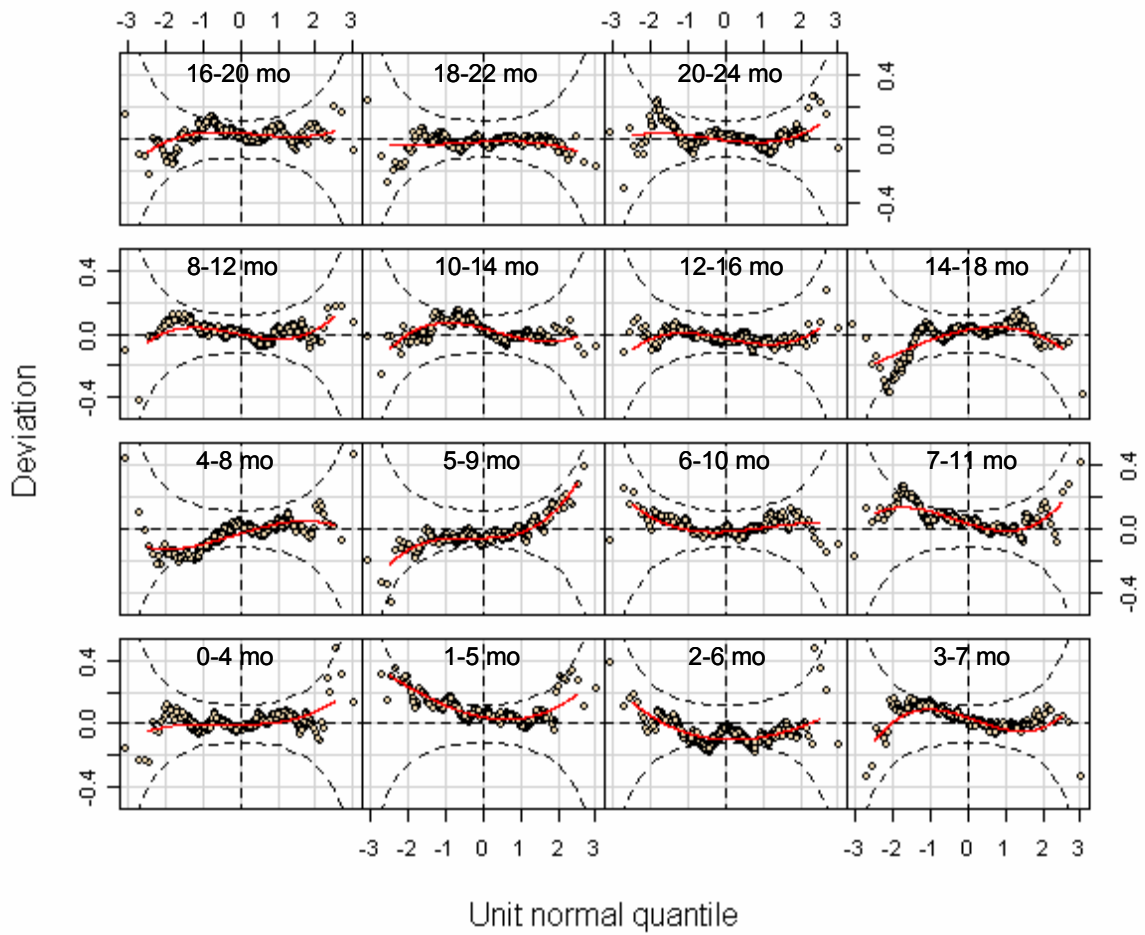 -3 -2 -1 0 1 2 3 -3 -2 -1 0 1 2 3
16-20 mo 18-22 mo 20-24 mo
0.4
0.0
-0.4
8-12 mo 10-14 mo 12-16 mo 14-18 mo
0.4
0.0
-0.4
Deviation
4-8 mo 5-9 mo 6-10 mo 7-11 mo
0.4
0.0
-0.4
0-4 mo 1-5 mo 2-6 mo 3-7 mo
0.4
0.0
-0.4
-3 -2 -1 0 1 2 3 -3 -2 -1 0 1 2 3
Unit normal quantile